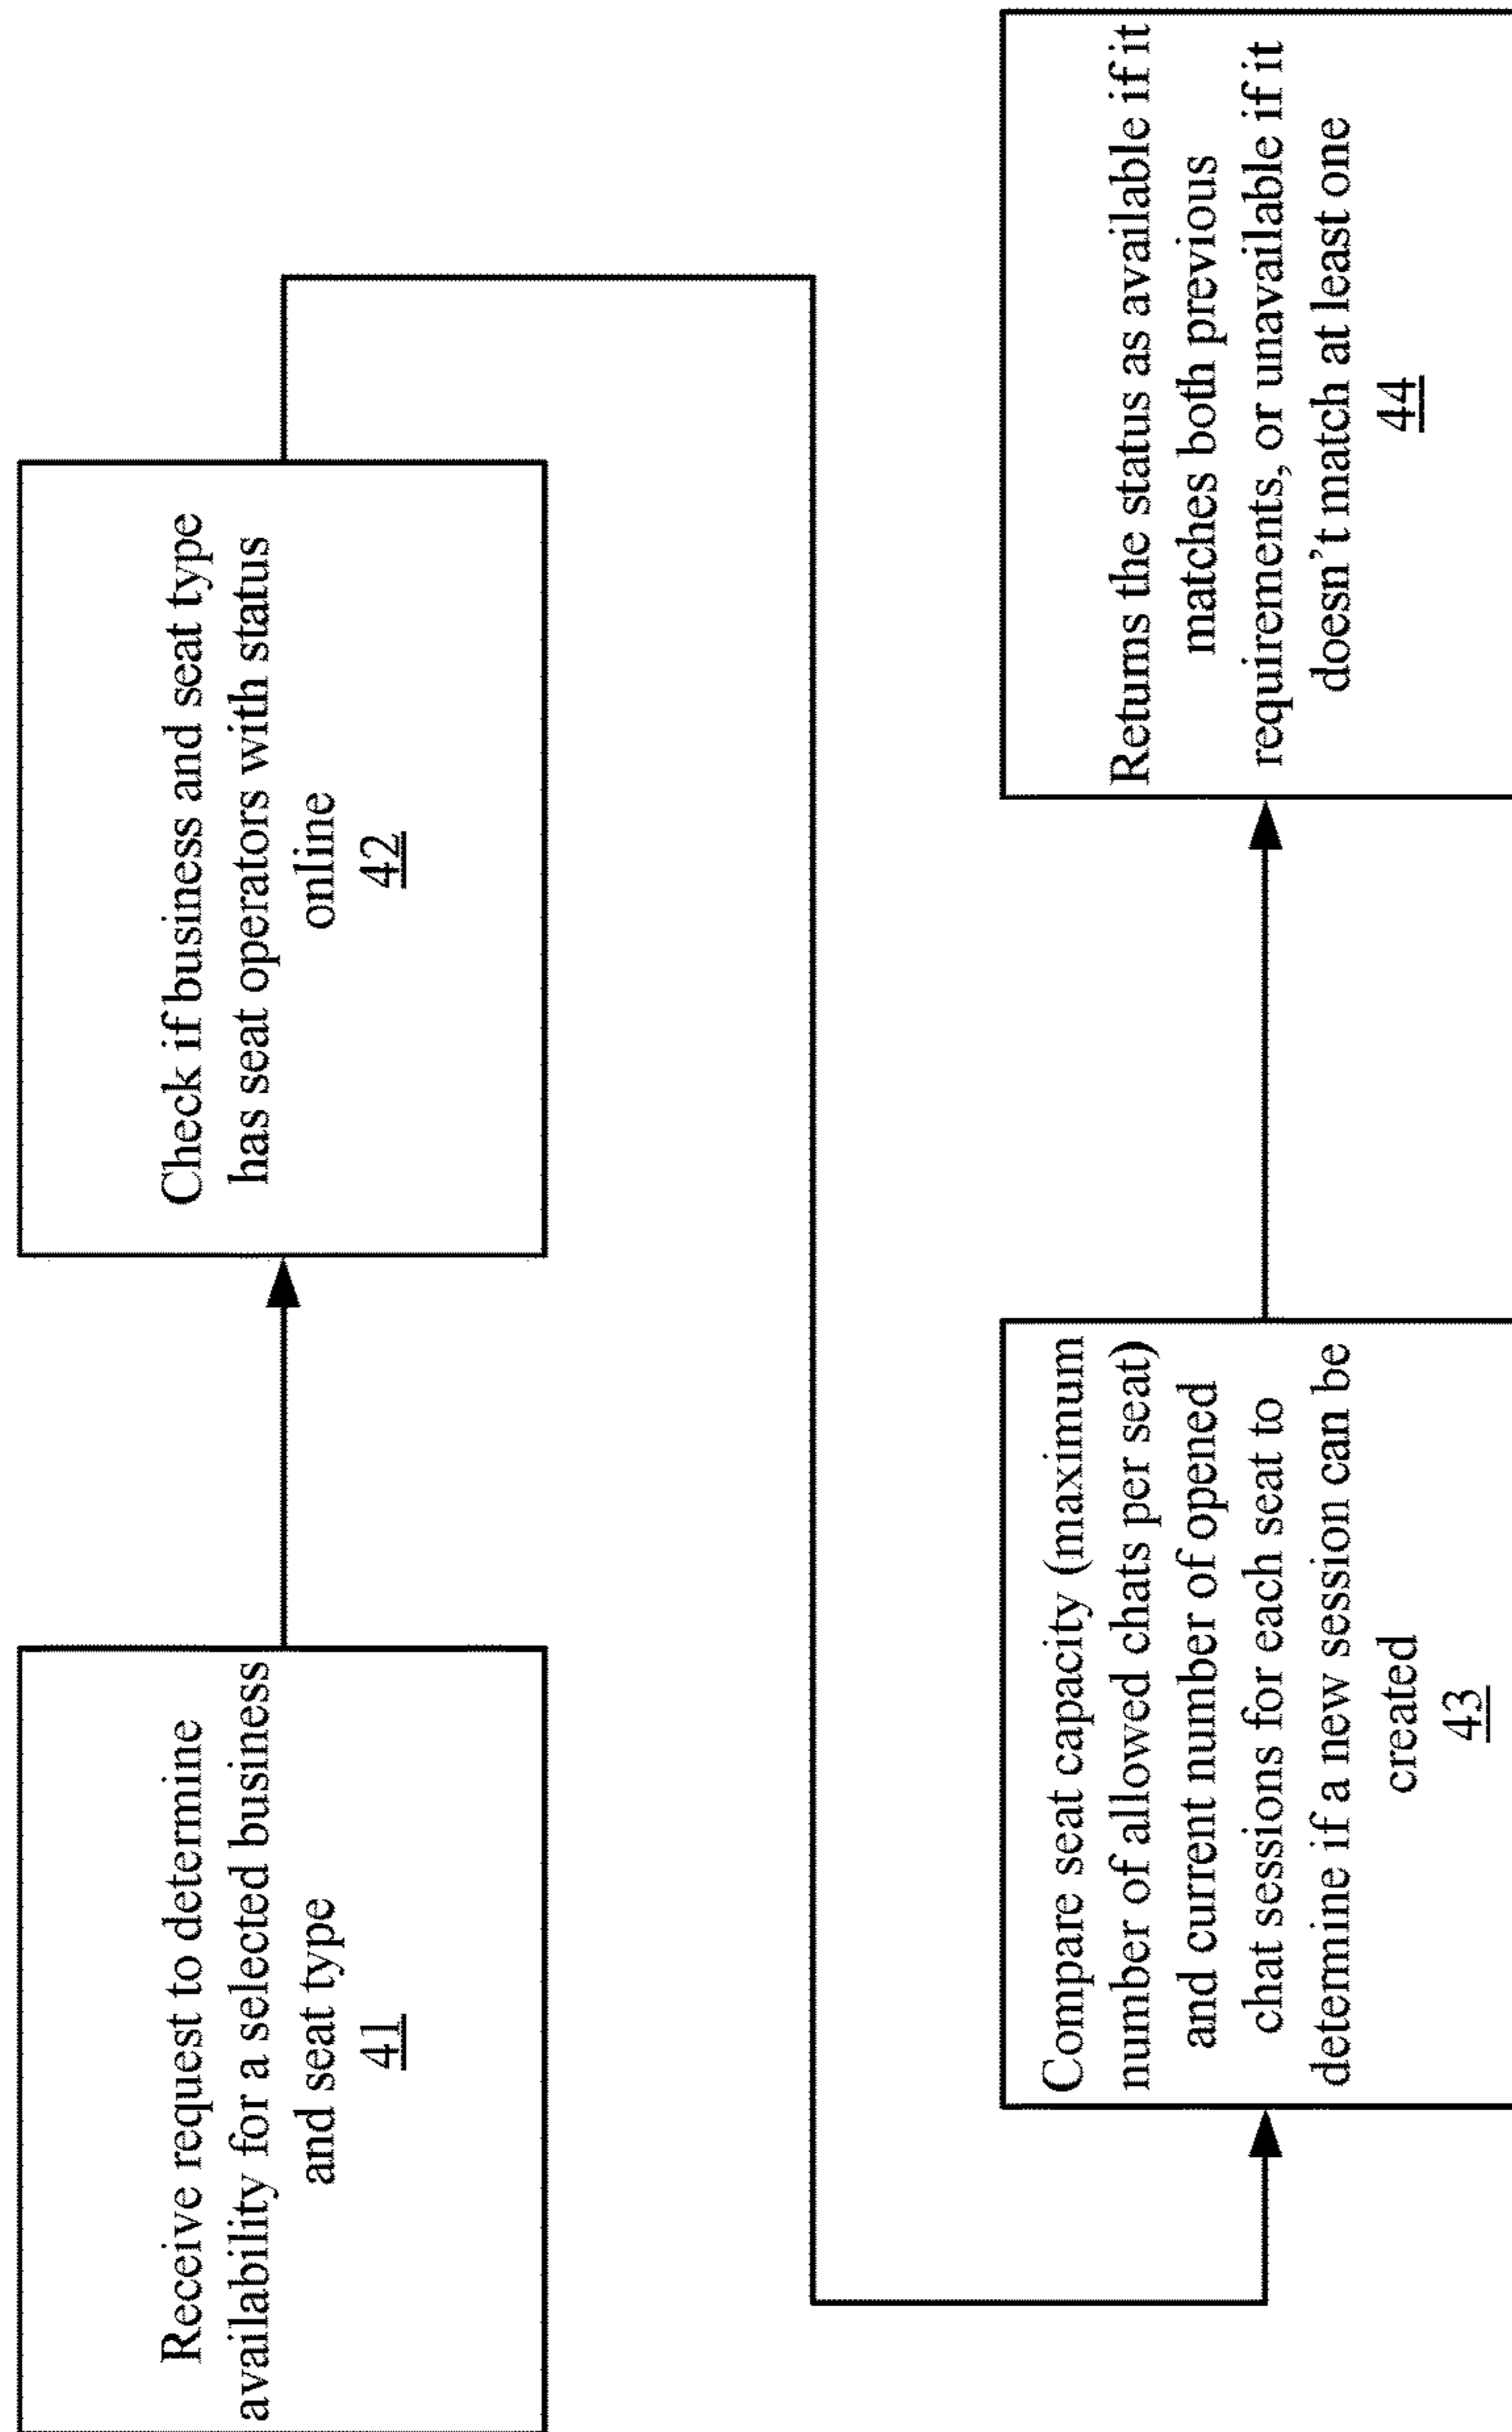 Receive request to determine
availability for a selected business
and seat type
41
Check if business and seat type
has seat operators with status
online
42
Compare seat capacity (maximum
number of allowed chats per seat)
and current number of opened
chat sessions for each seat to
determine if a new session can be
created
43
Returns the status as available if it
matches both previous
requirements, or unavailable if it
doesn't match at least one
44